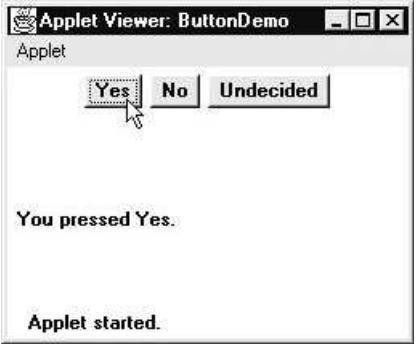 Applet Viewer: ButtonDemo
Applet
Yes No Undecided
You pressed Yes.
Applet started.